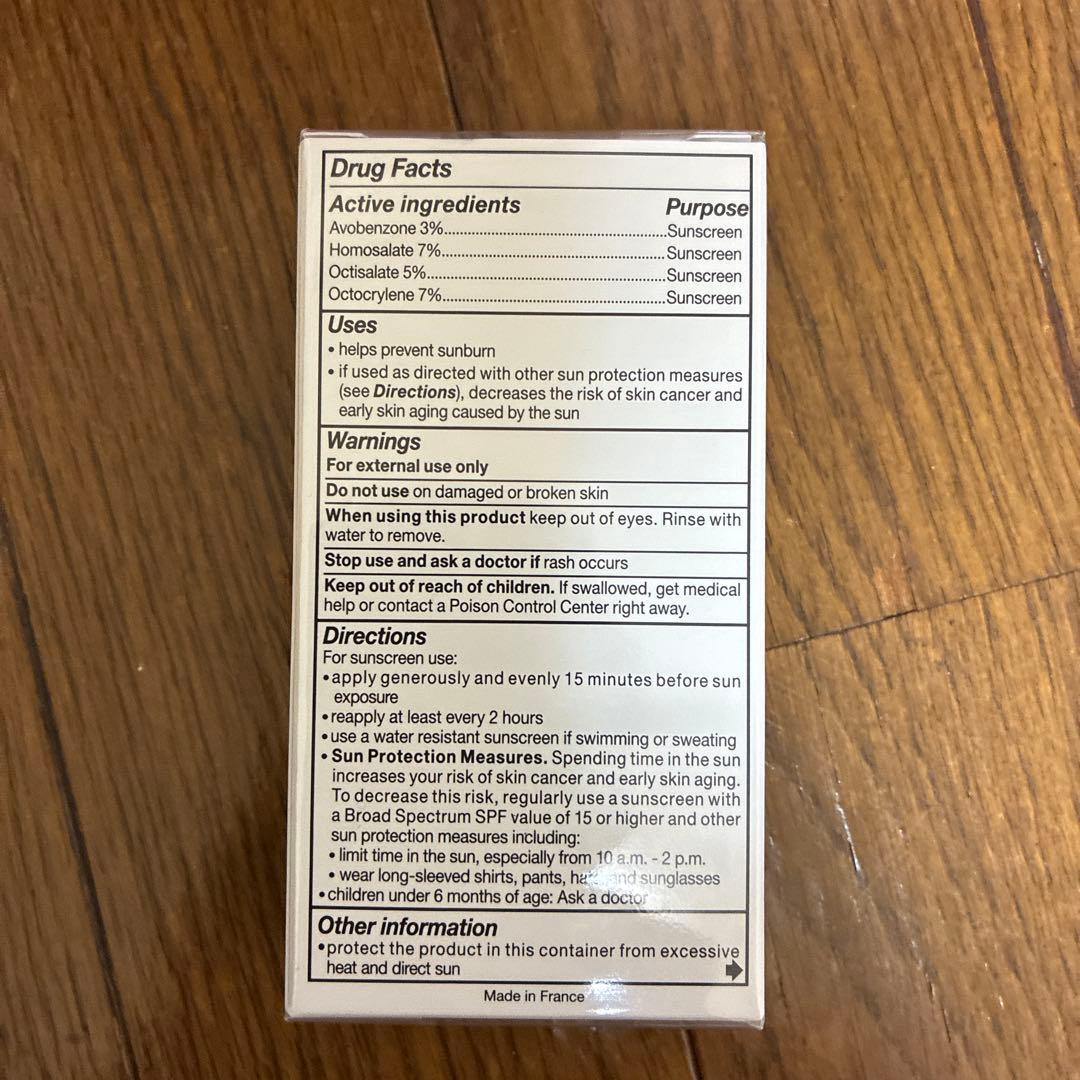 Drug Facts
Active ingredients Purpose
Avobenzone 3%..................................................Sunscreen
Homosalate 7%..................................................Sunscreen
Octisalate 5%.....................................................Sunscreen
Octocrylene 7%..................................................Sunscreen
Uses
• helps prevent sunburn
• if used as directed with other sun protection measures
(see Directions), decreases the risk of skin cancer and
early skin aging caused by the sun
Warnings
For external use only
Do not use on damaged or broken skin
When using this product keep out of eyes. Rinse with
water to remove.
Stop use and ask a doctor if rash occurs
Keep out of reach of children. If swallowed, get medical
help or contact a Poison Control Center right away.
Directions
For sunscreen use:
• apply generously and evenly 15 minutes before sun
exposure
• reapply at least every 2 hours
• use a water resistant sunscreen if swimming or sweating
• Sun Protection Measures. Spending time in the sun
increases your risk of skin cancer and early skin aging.
To decrease this risk, regularly use a sunscreen with
a Broad Spectrum SPF value of 15 or higher and other
sun protection measures including:
• limit time in the sun, especially from 10 a.m. - 2 p.m.
• wear long-sleeved shirts, pants, and sunglasses
• children under 6 months of age: Ask a doctor
Other information
• protect the product in this container from excessive
heat and direct sun
Made in France